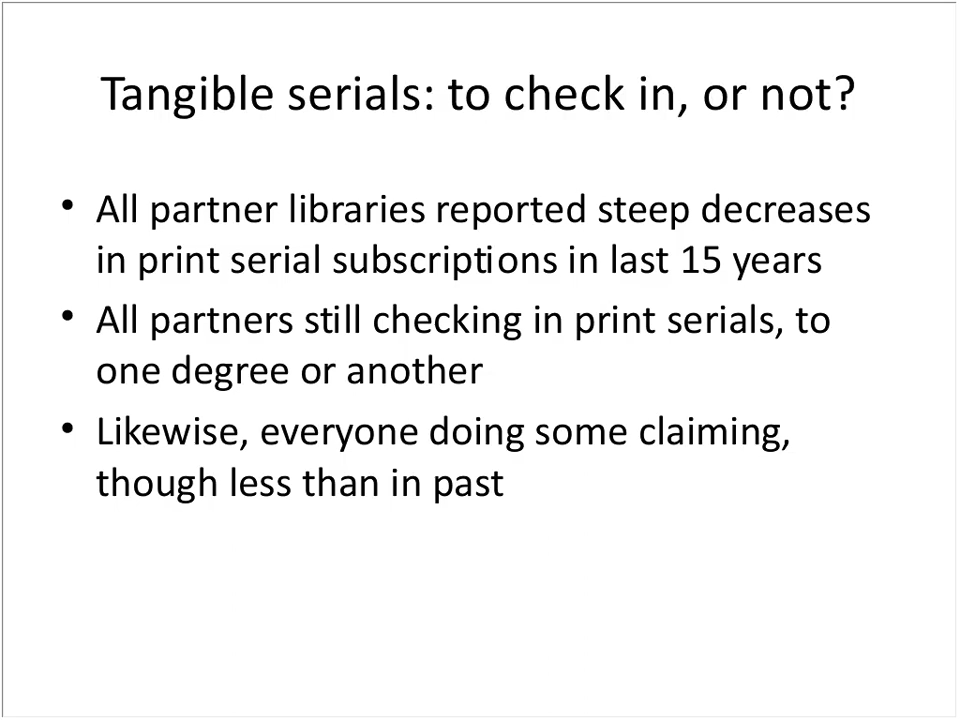 Tangible serials: to check in, or not?
• All partner libraries reported steep decreases
in print serial subscriptions in last 15 years
• All partners still checking in print serials, to
one degree or another
• Likewise, everyone doing some claiming,
though less than in past